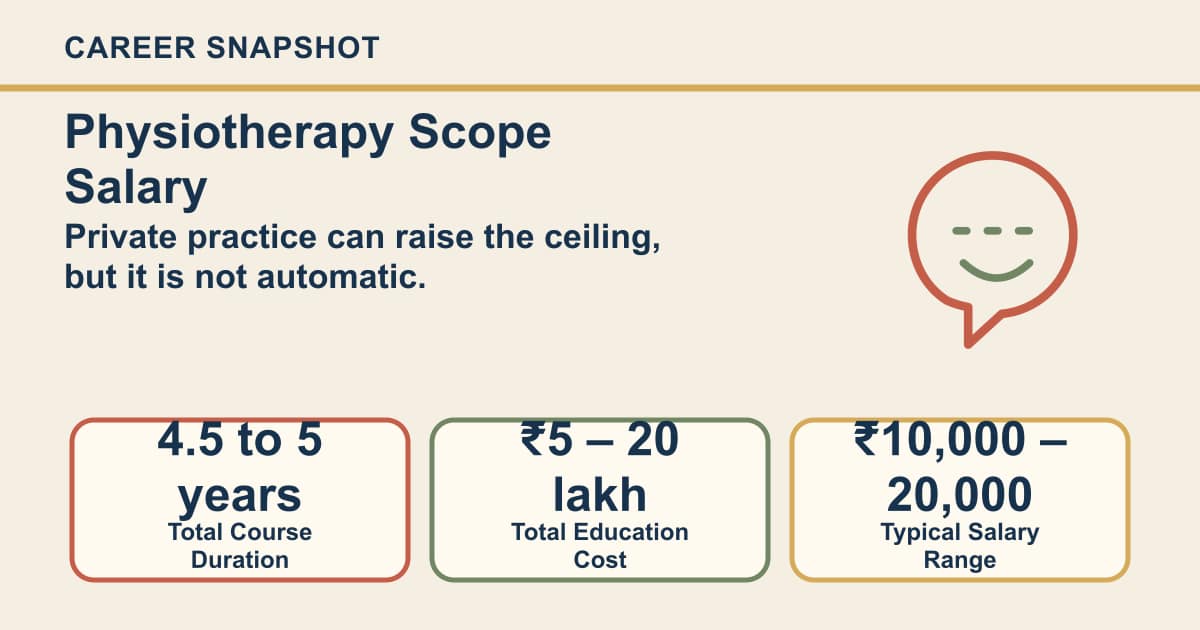 CAREER SNAPSHOT
Physiotherapy Scope
Salary
Private practice can raise the ceiling,
but it is not automatic.
4.5 to 5
years
Total Course
Duration
₹5 – 20
lakh
Total Education
Cost
₹10,000 –
20,000
Typical Salary
Range